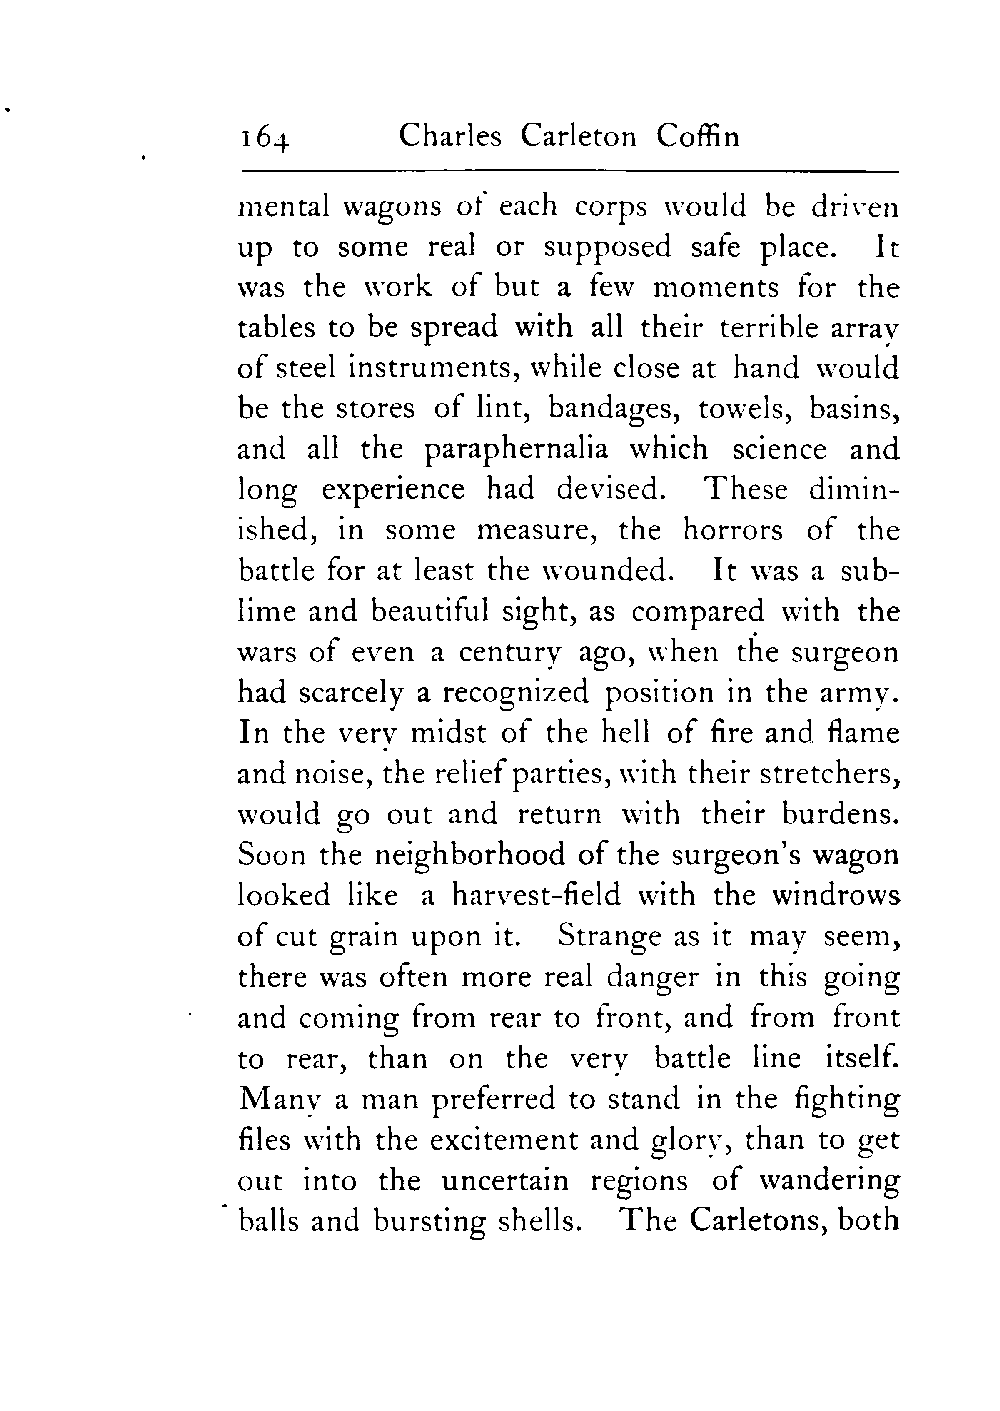 164 Charles Carleton Coffin
mental wagons of each corps would be driven
up to some real or supposed safe place. It
was the work of but a few moments for the
tables to be spread with all their terrible array
of steel instruments, while close at hand would
be the stores of lint, bandages, towels, basins,
and all the paraphernalia which science and
long experience had devised. These dimin-
ished, in some measure, the horrors of the
battle for at least the wounded. It was a sub-
lime and beautiful sight, as compared with the
wars of even a century ago, when the surgeon
had scarcely a recognized position in the army.
In the very midst of the hell of fire and flame
and noise, the relief parties, with their stretchers,
would go out and return with their burdens.
Soon the neighborhood of the surgeon's wagon
looked like a harvest-field with the windrows
of cut grain upon it. Strange as it may seem,
there was often more real danger in this going
and coming from rear to front, and from front
to rear, than on the very battle line itself.
Many a man preferred to stand in the fighting
files with the excitement and glory, than to get
out into the uncertain regions of wandering
balls and bursting shells. The Carletons, both